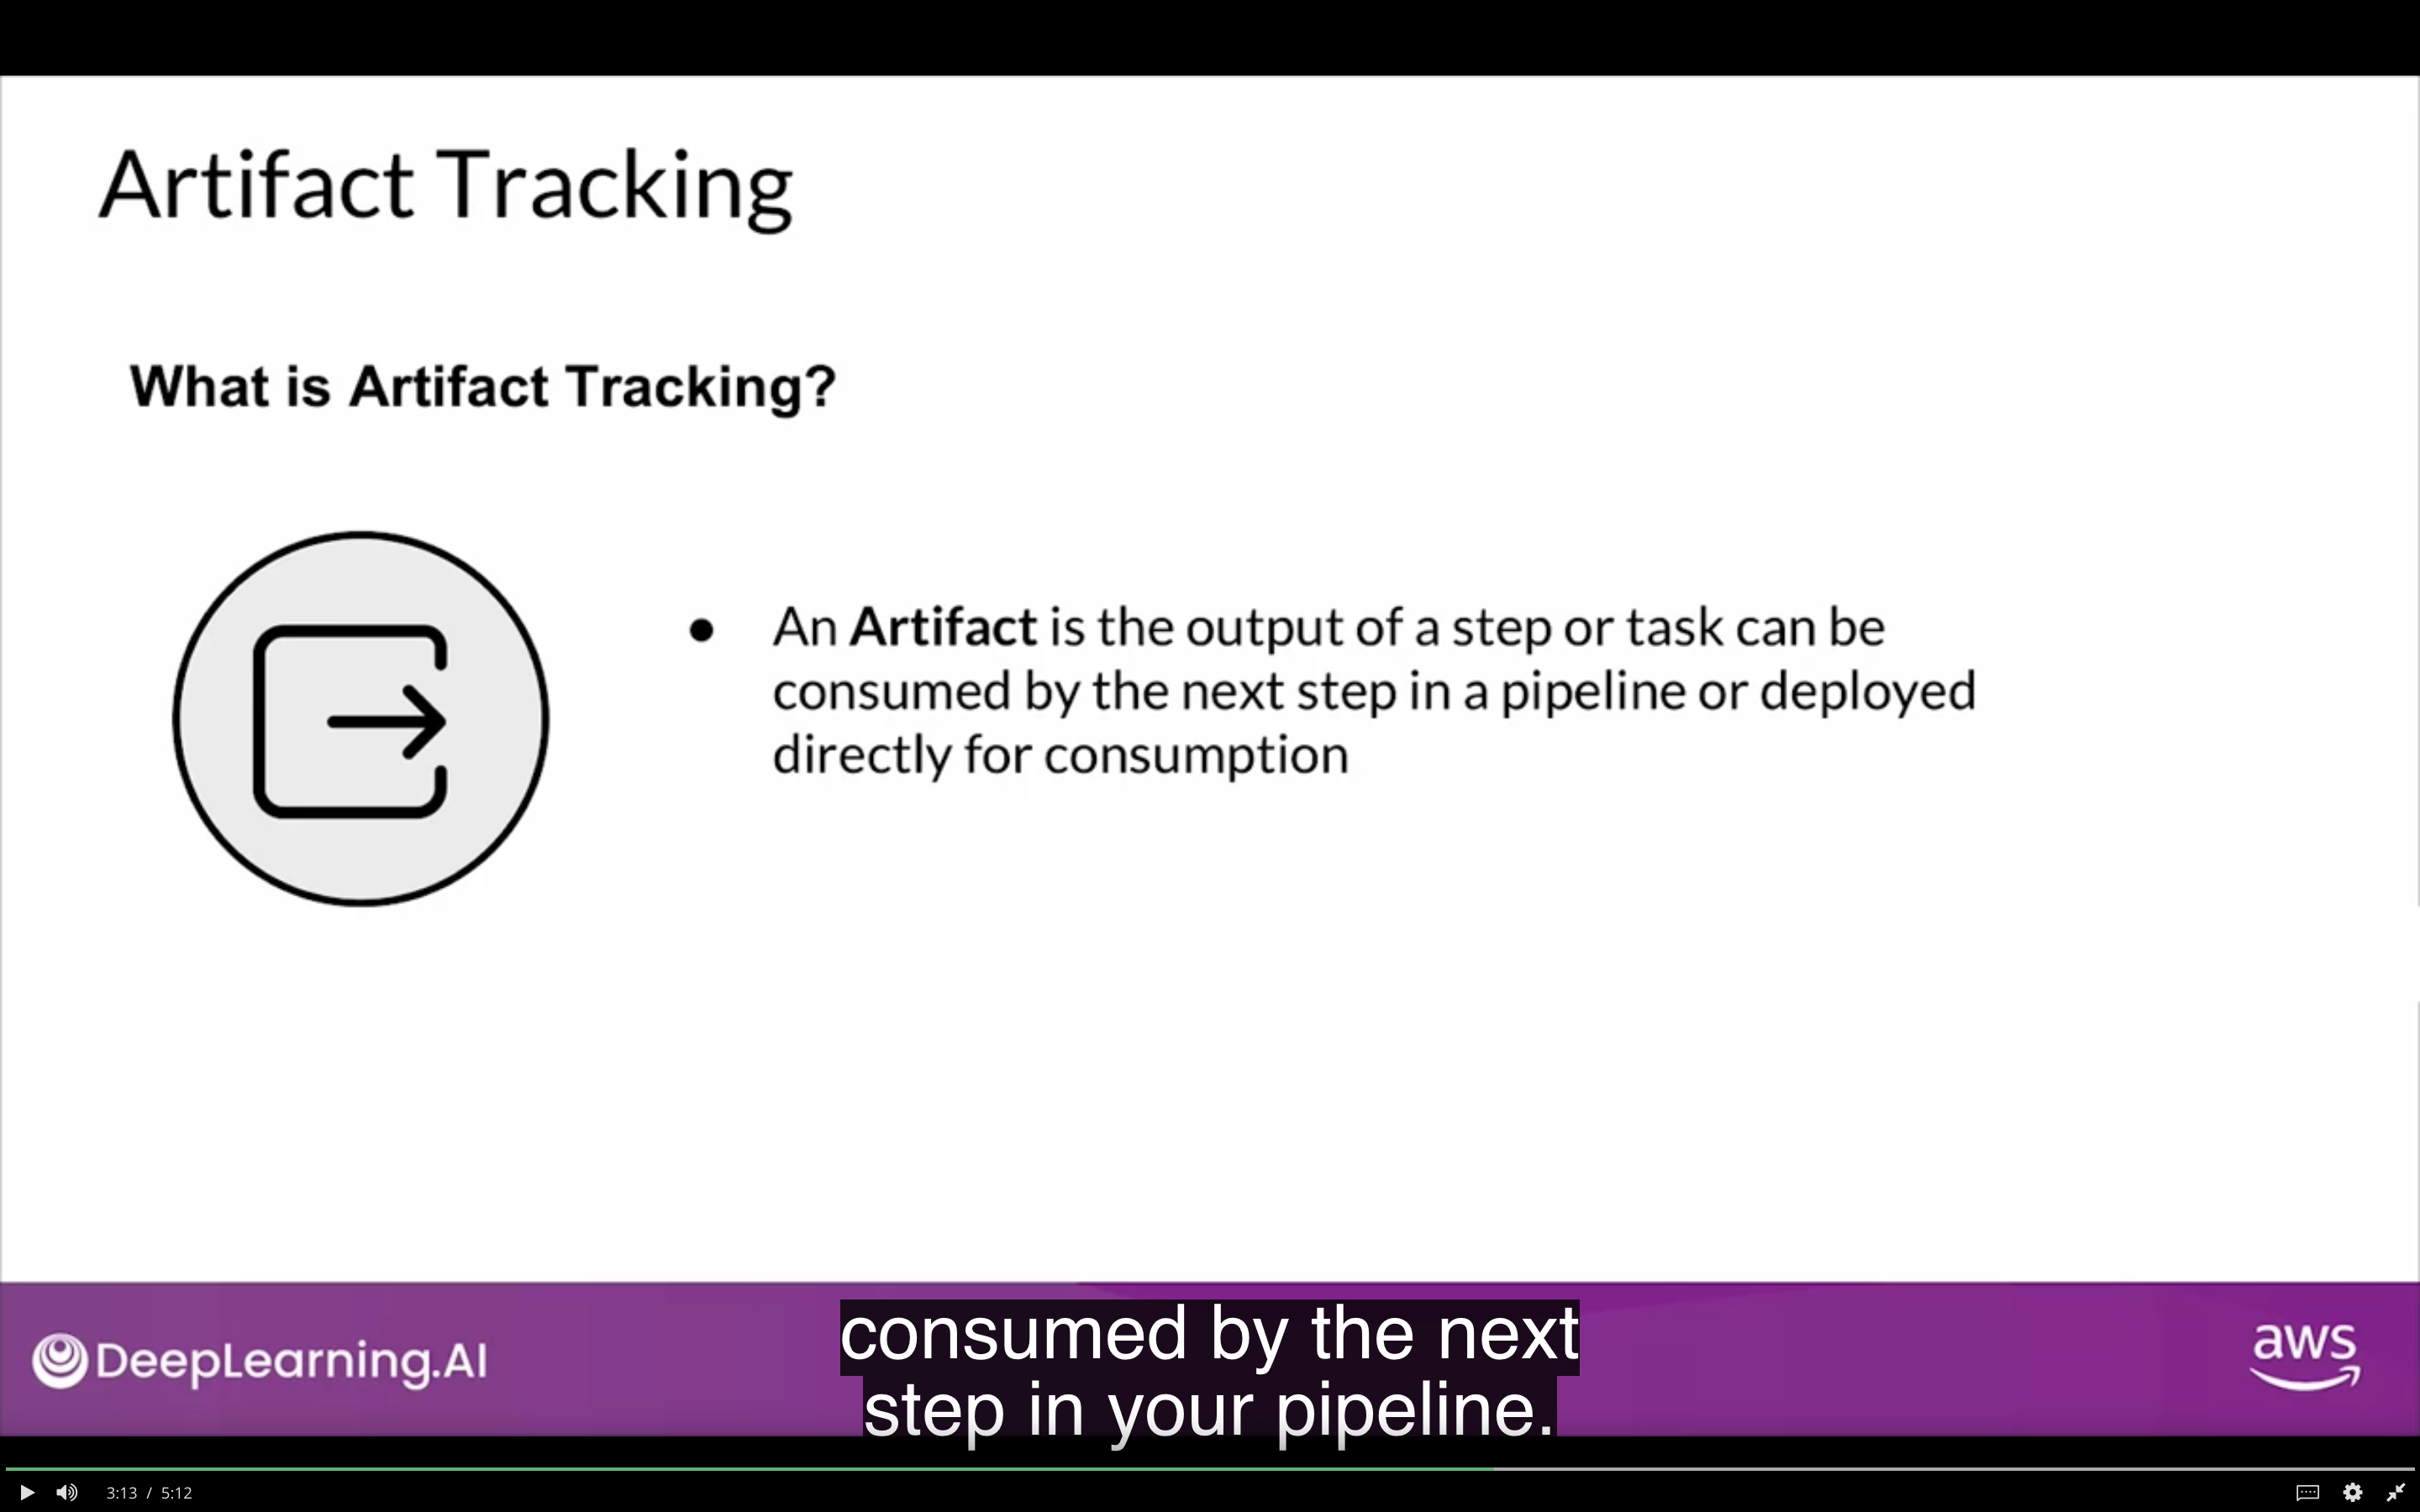 Artifact Tracking
What is Artifact Tracking?
● An Artifact is the output of a step or task can be
consumed by the next step in a pipeline or deployed
directly for consumption
DeepLearning.AI
consumed by the next
step in your pipeline.
aws
3:13 / 5:12